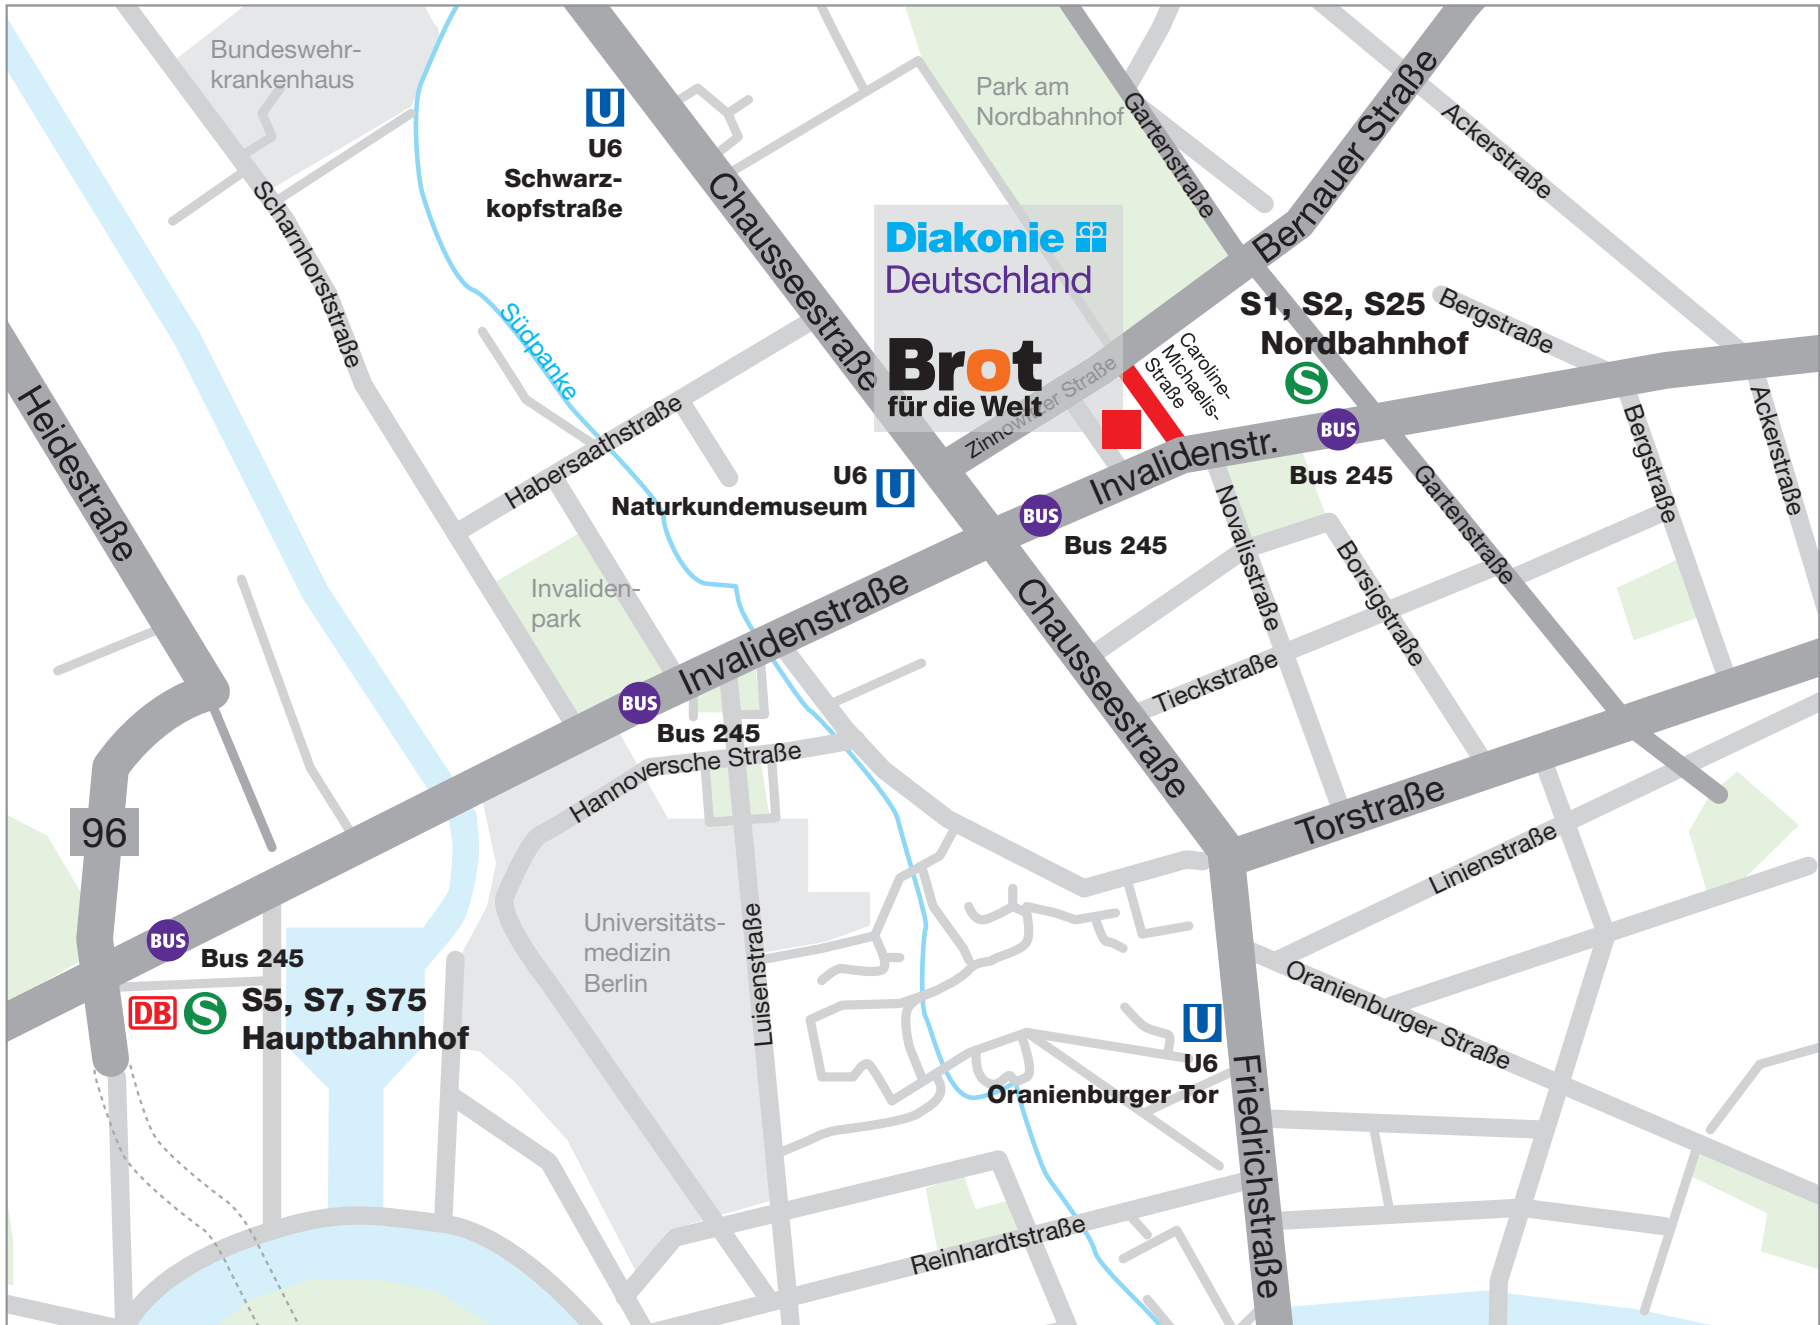 Bundeswehr-
krankenhaus
U
U6
Schwarz-
kopfstraße
Park am
Nordbahnhof
Gartenstraße
Bernauer Straße
Ackerstraße
Scharnhorststraße
Chausseestraße
Diakonie
Deutschland
Brot
für die Welt
Südpanke
S1, S2, S25
Nordbahnhof
S
Bergstraße
Caroline-
Michaelis-
Straße
Zinnowitzer Straße
Heidestraße
Habersaathstraße
U6
Naturkundemuseum
U
Invalidenstr.
BUS
Bus 245
BUS
Bus 245
Bergstraße
Ackerstraße
Gartenstraße
Novalisstraße
Borsigstraße
Invaliden-
park
Invalidenstraße
Chausseestraße
Tieckstraße
BUS
Bus 245
Hannoversche Straße
96
Torstraße
Linienstraße
Universitäts-
medizin
Berlin
Luisenstraße
BUS
Bus 245
DB
S
S5, S7, S75
Hauptbahnhof
Oranienburger Straße
U
U6
Oranienburger Tor
Friedrichstraße
Reinhardtstraße